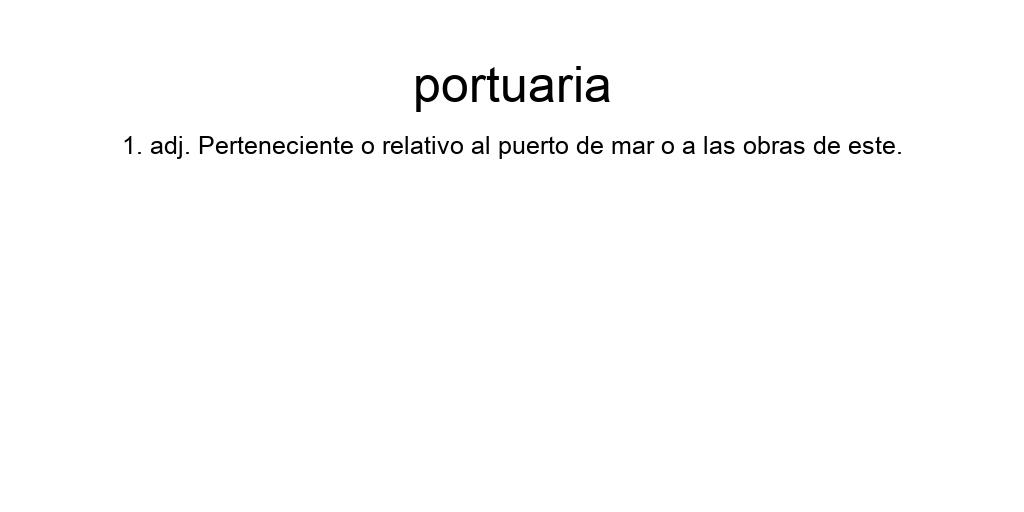 portuaria
1. adj. Perteneciente o relativo al puerto de mar o a las obras de este.